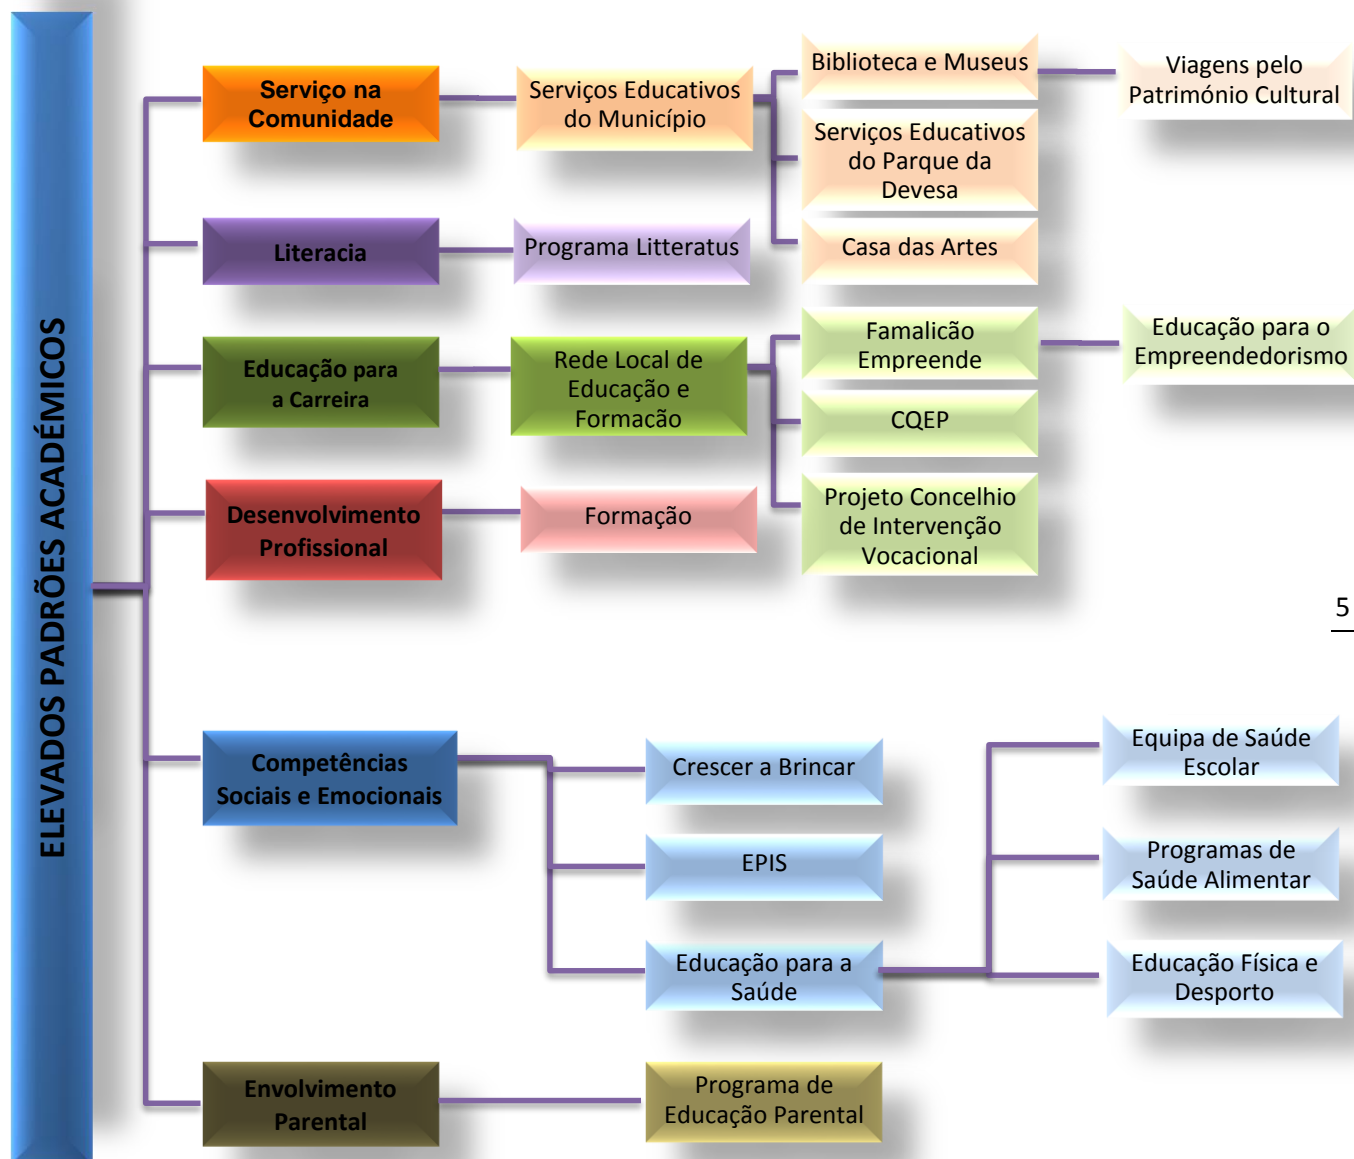 ELEVADOS PADRÕES ACADÉMICOS
Serviço na
Comunidade
Serviços Educativos
do Município
Biblioteca e Museus
Viagens pelo
Património Cultural
Serviços Educativos
do Parque da
Devesa
Casa das Artes
Literacia
Programa Litteratus
Educação para
a Carreira
Rede Local de
Educação e
Formação
Famalicão
Empreende
Educação para o
Empreendedorismo
CQEP
Projeto Concelhio
de Intervenção
Vocacional
Desenvolvimento
Profissional
Formação
5
Competências
Sociais e Emocionais
Crescer a Brincar
EPIS
Educação para a
Saúde
Equipa de Saúde
Escolar
Programas de
Saúde Alimentar
Educação Física e
Desporto
Envolvimento
Parental
Programa de
Educação Parental